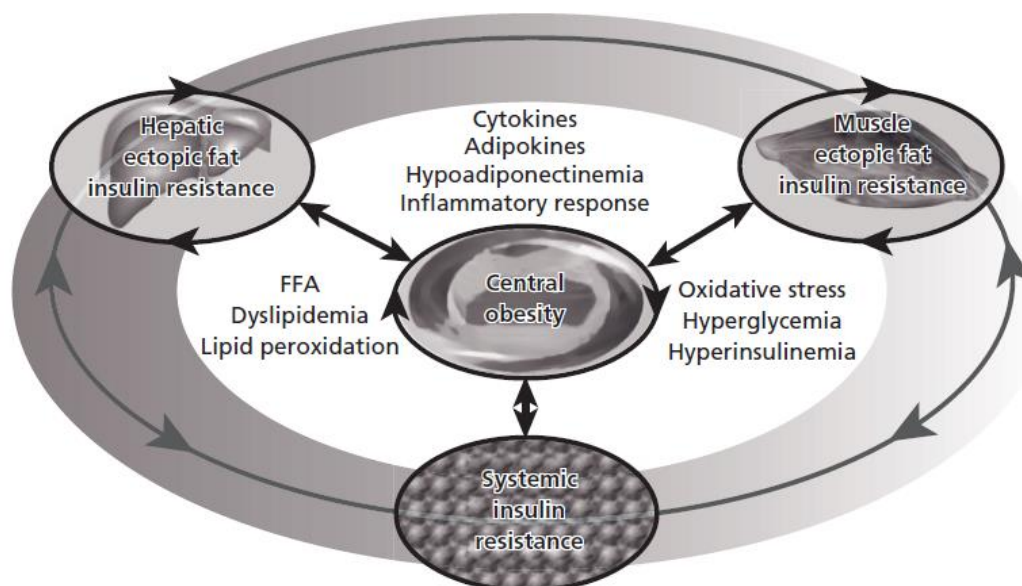 Hepatic
ectopic fat
insulin resistance
Cytokines
Adipokines
Hypoadiponectinemia
Inflammatory response
Muscle
ectopic fat
insulin resistance
FFA
Dyslipidemia
Lipid peroxidation
Central
obesity
Oxidative stress
Hyperglycemia
Hyperinsulinemia
Systemic
insulin
resistance